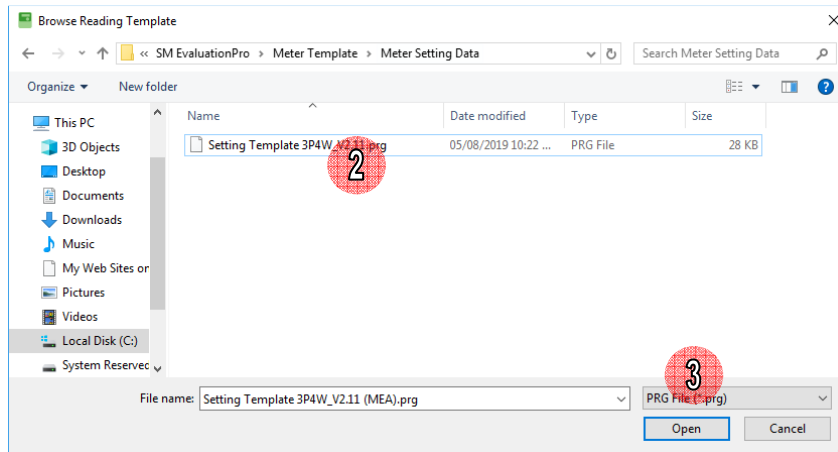 Browse Reading Template
« SM EvaluationPro > Meter Template > Meter Setting Data
Search Meter Setting Data
Organize New folder
Name Date modified Type Size
This PC
3D Objects
Desktop
Documents
Downloads
Music
My Web Sites on
Pictures
Videos
Local Disk (C:)
System Reserved
Setting Template 3P4W_V2.11.prg 05/08/2019 10:22 ... PRG File 28 KB
2
3
File name: Setting Template 3P4W_V2.11 (MEA).prg
PRG File (*.prg)
Open Cancel